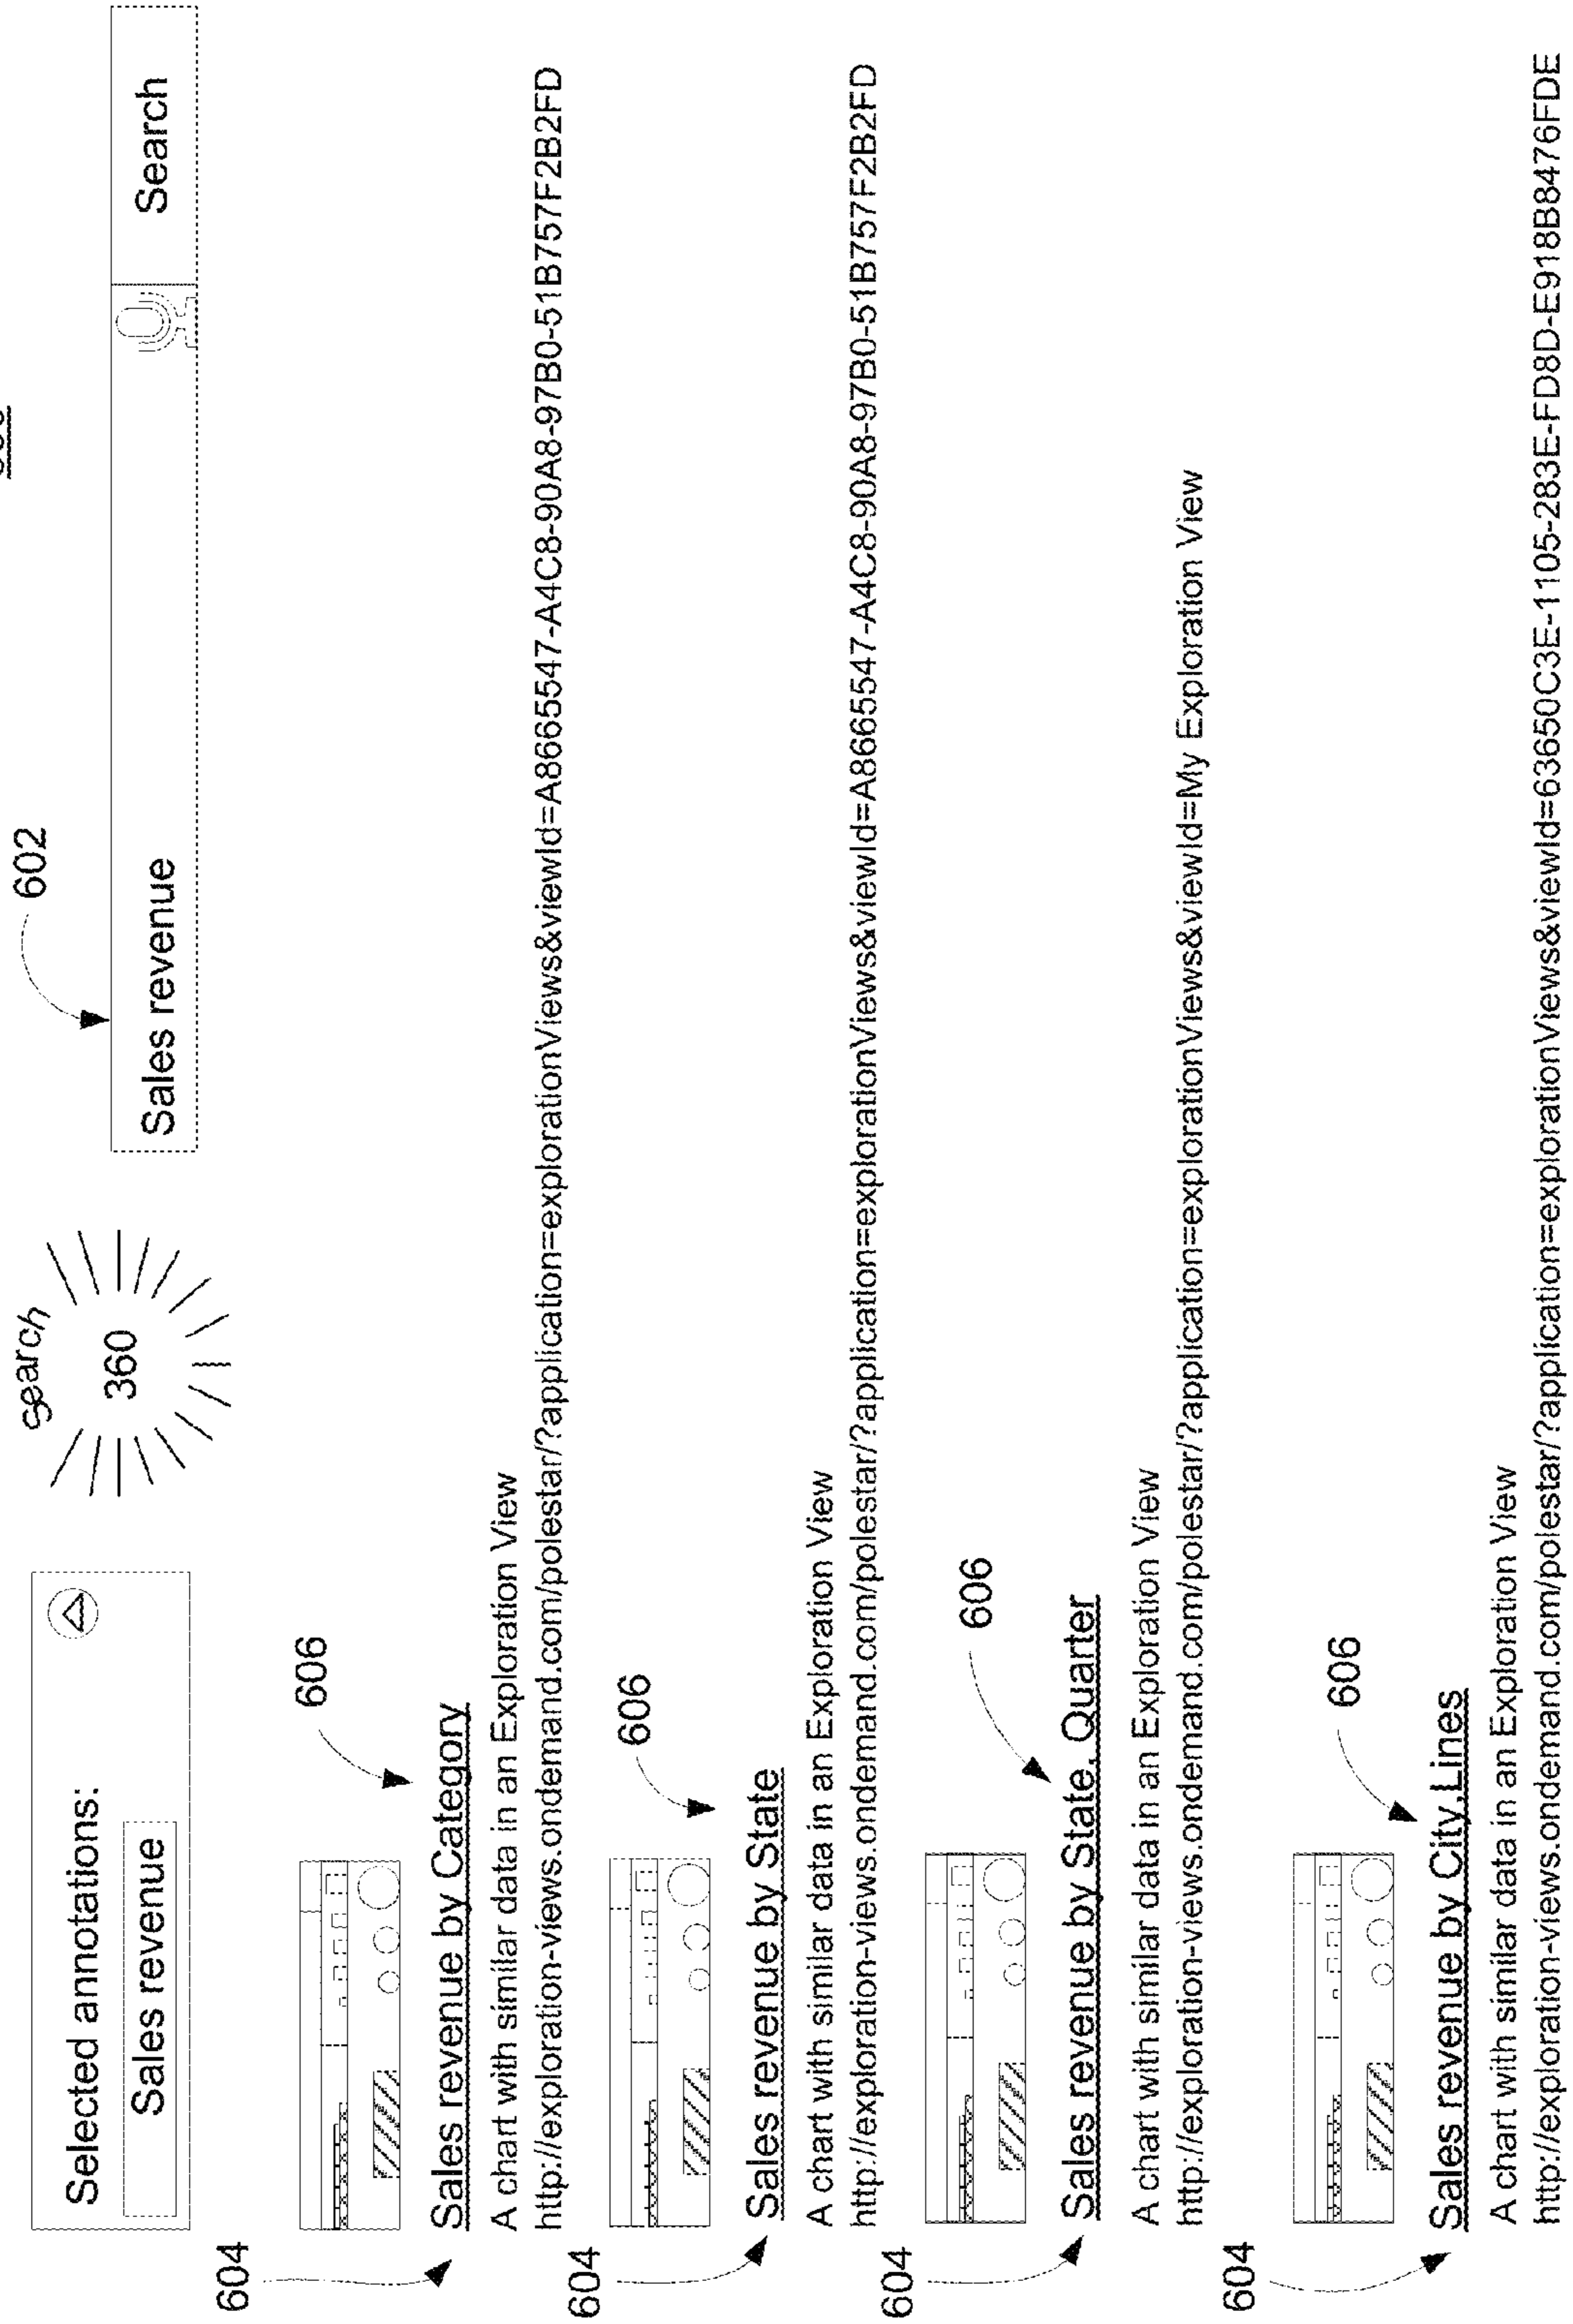 602
Selected annotations:
Sales revenue
search
360
Sales revenue
Search
606
604
Sales revenue by Category
A chart with similar data in an Exploration View
http://exploration-views.ondemand.com/polestar/?application=explorationViews&viewId=A8665547-A4C8-90A8-97B0-51B757F2B2FD
606
604
Sales revenue by State
A chart with similar data in an Exploration View
http://exploration-views.ondemand.com/polestar/?application=explorationViews&viewId=A8665547-A4C8-90A8-97B0-51B757F2B2FD
606
604
Sales revenue by State, Quarter
A chart with similar data in an Exploration View
http://exploration-views.ondemand.com/polestar/?application=explorationViews&viewId=My Exploration View
606
604
Sales revenue by City,Lines
A chart with similar data in an Exploration View
http://exploration-views.ondemand.com/polestar/?application=explorationViews&viewId=63650C3E-1105-283E-FD8D-E918B8476FDE